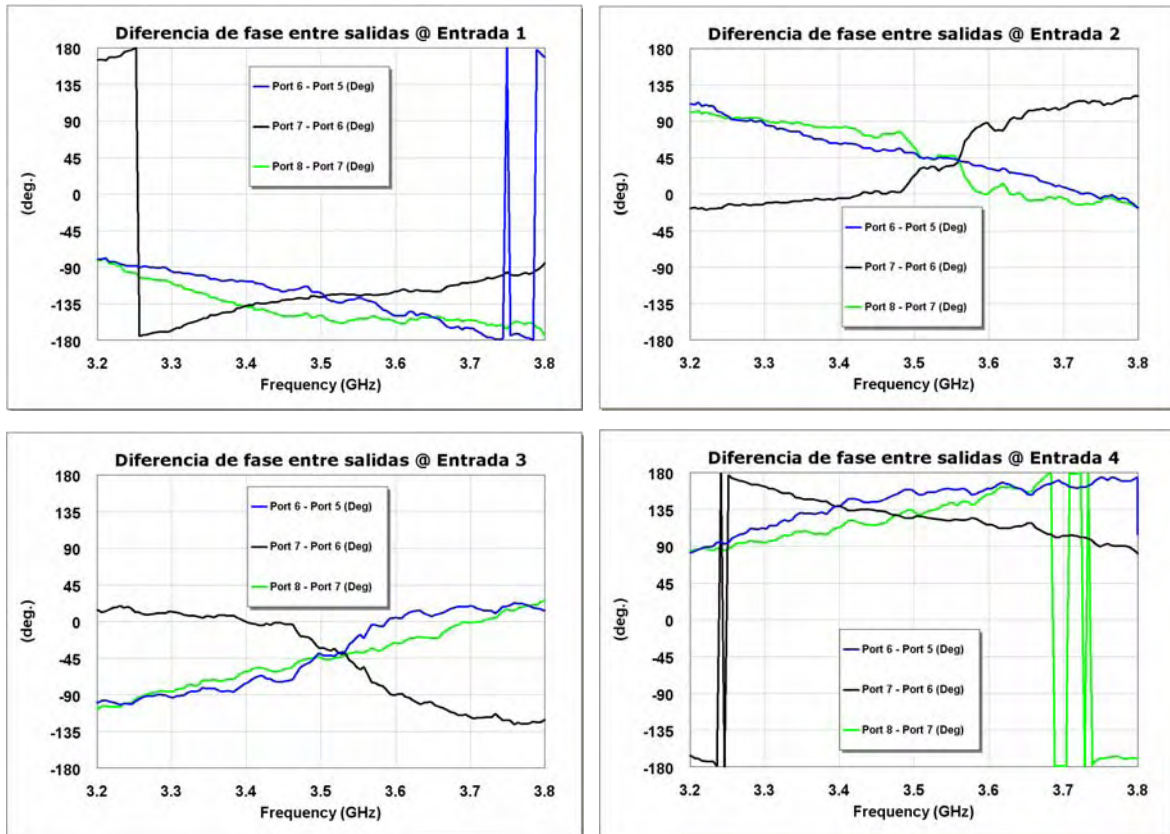 Diferencia de fase entre salidas @ Entrada 1
180
135
90
45
0
-45
-90
-135
-180
(deg.)
Port 6 - Port 5 (Deg)
Port 7 - Port 6 (Deg)
Port 8 - Port 7 (Deg)
3.2 3.3 3.4 3.5 3.6 3.7 3.8
Frequency (GHz)
Diferencia de fase entre salidas @ Entrada 2
180
135
90
45
0
-45
-90
-135
-180
(deg.)
Port 6 - Port 5 (Deg)
Port 7 - Port 6 (Deg)
Port 8 - Port 7 (Deg)
3.2 3.3 3.4 3.5 3.6 3.7 3.8
Frequency (GHz)
Diferencia de fase entre salidas @ Entrada 3
180
135
90
45
0
-45
-90
-135
-180
(deg.)
Port 6 - Port 5 (Deg)
Port 7 - Port 6 (Deg)
Port 8 - Port 7 (Deg)
3.2 3.3 3.4 3.5 3.6 3.7 3.8
Frequency (GHz)
Diferencia de fase entre salidas @ Entrada 4
180
135
90
45
0
-45
-90
-135
-180
(deg.)
Port 6 - Port 5 (Deg)
Port 7 - Port 6 (Deg)
Port 8 - Port 7 (Deg)
3.2 3.3 3.4 3.5 3.6 3.7 3.8
Frequency (GHz)